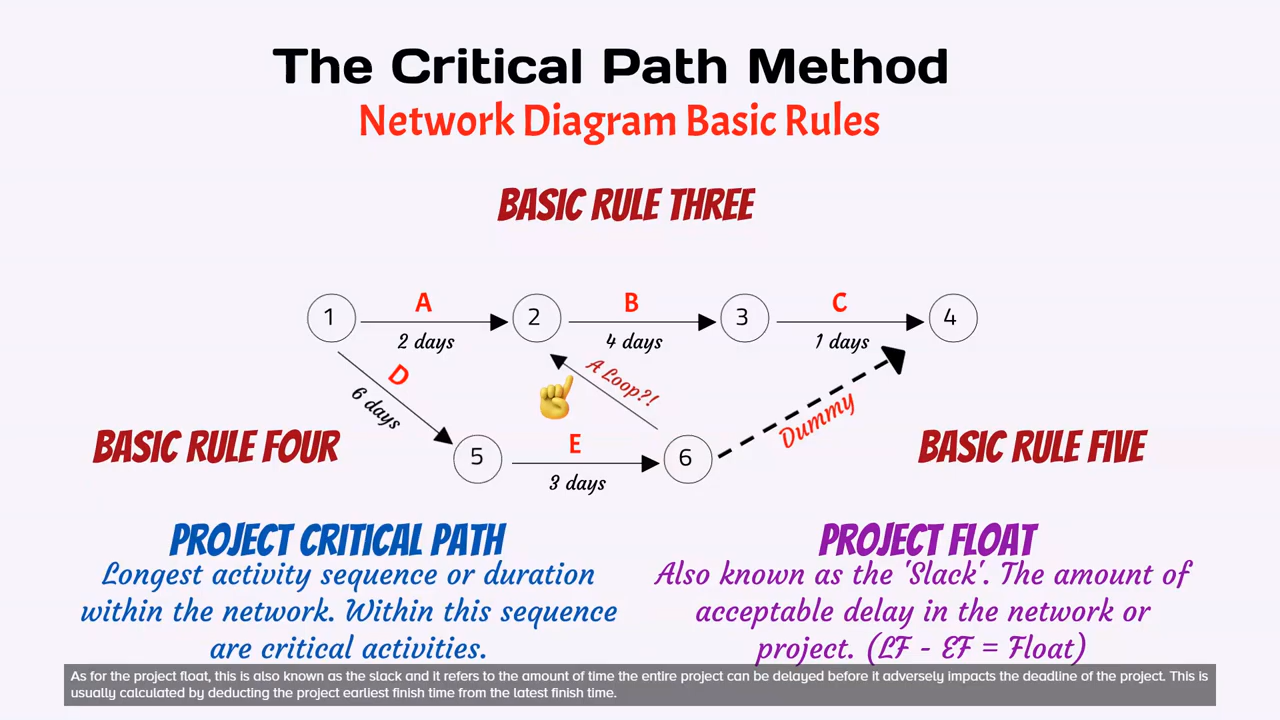 The Critical Path Method
Network Diagram Basic Rules
BASIC RULE THREE
A
B
C
1
2
3
4
2 days
4 days
1 days
D
6 days
A Loop?!
Dummy
BASIC RULE FOUR
BASIC RULE FIVE
E
5
6
3 days
PROJECT CRITICAL PATH
Longest activity sequence or duration
within the network. Within this sequence
are critical activities.
PROJECT FLOAT
Also known as the 'Slack'. The amount of
acceptable delay in the network or
project. (LF - EF = Float)
As for the project float, this is also known as the slack and it refers to the amount of time the entire project can be delayed before it adversely impacts the deadline of the project. This is
usually calculated by deducting the project earliest finish time from the latest finish time.